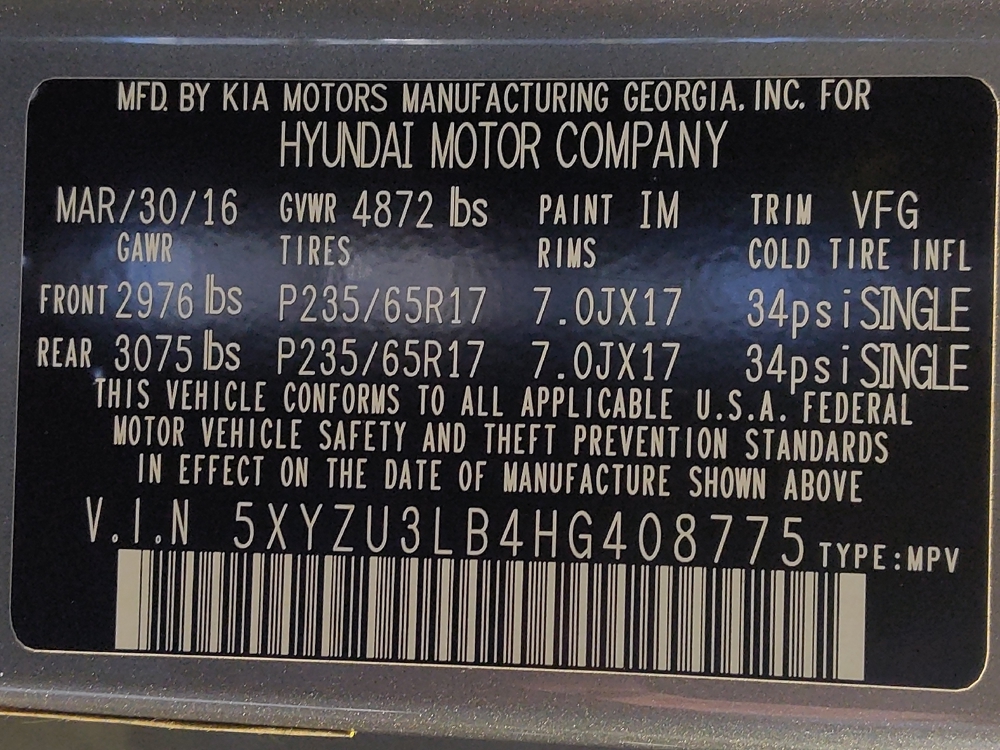 MFD. BY KIA MOTORS MANUFACTURING GEORGIA. INC. FOR
HYUNDAI MOTOR COMPANY
MAR/30/16 GVWR 4872 lbs PAINT IM TRIM VFG
GAWR TIRES RIMS COLD TIRE INFL
FRONT 2976 lbs P235/65R17 7.0JX17 34psi SINGLE
REAR 3075 lbs P235/65R17 7.0JX17 34psi SINGLE
THIS VEHICLE CONFORMS TO ALL APPLICABLE U.S.A. FEDERAL
MOTOR VEHICLE SAFETY AND THEFT PREVENTION STANDARDS
IN EFFECT ON THE DATE OF MANUFACTURE SHOWN ABOVE
V.I.N 5XYZU3LB4HG408775 TYPE:MPV